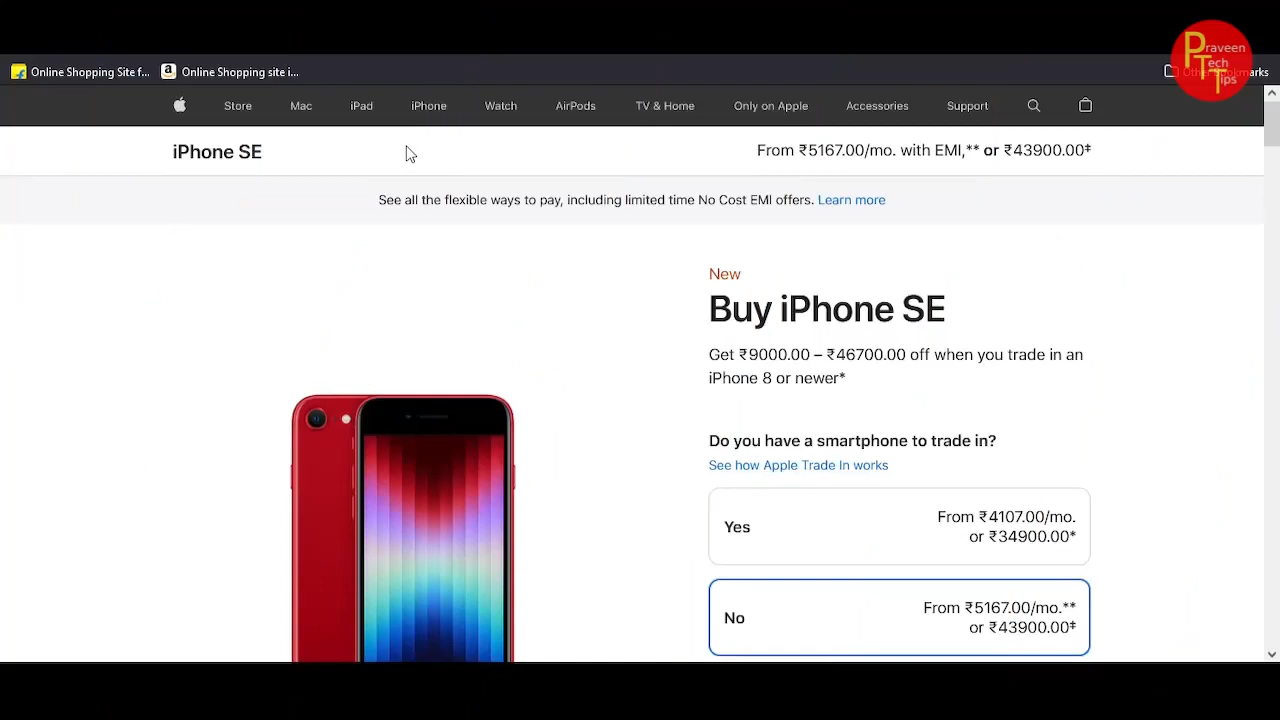 Online Shopping Site f...
Online Shopping site i...
Other Bookmarks
Praveen
Tech
Tips
Store
Mac
iPad
iPhone
Watch
AirPods
TV & Home
Only on Apple
Accessories
Support
iPhone SE
From ₹5167.00/mo. with EMI,** or ₹43900.00‡
See all the flexible ways to pay, including limited time No Cost EMI offers. Learn more
New
Buy iPhone SE
Get ₹9000.00 – ₹46700.00 off when you trade in an
iPhone 8 or newer*
Do you have a smartphone to trade in?
See how Apple Trade In works
Yes
From ₹4107.00/mo.
or ₹34900.00*
No
From ₹5167.00/mo.**
or ₹43900.00‡